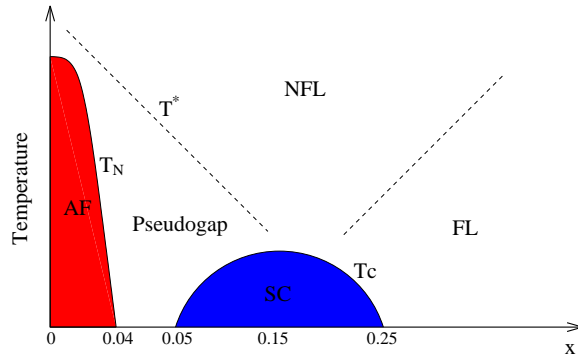 T*
NFL
Temperature
T_N
AF
Pseudogap
FL
Tc
SC
0
0.04
0.05
0.15
0.25
x